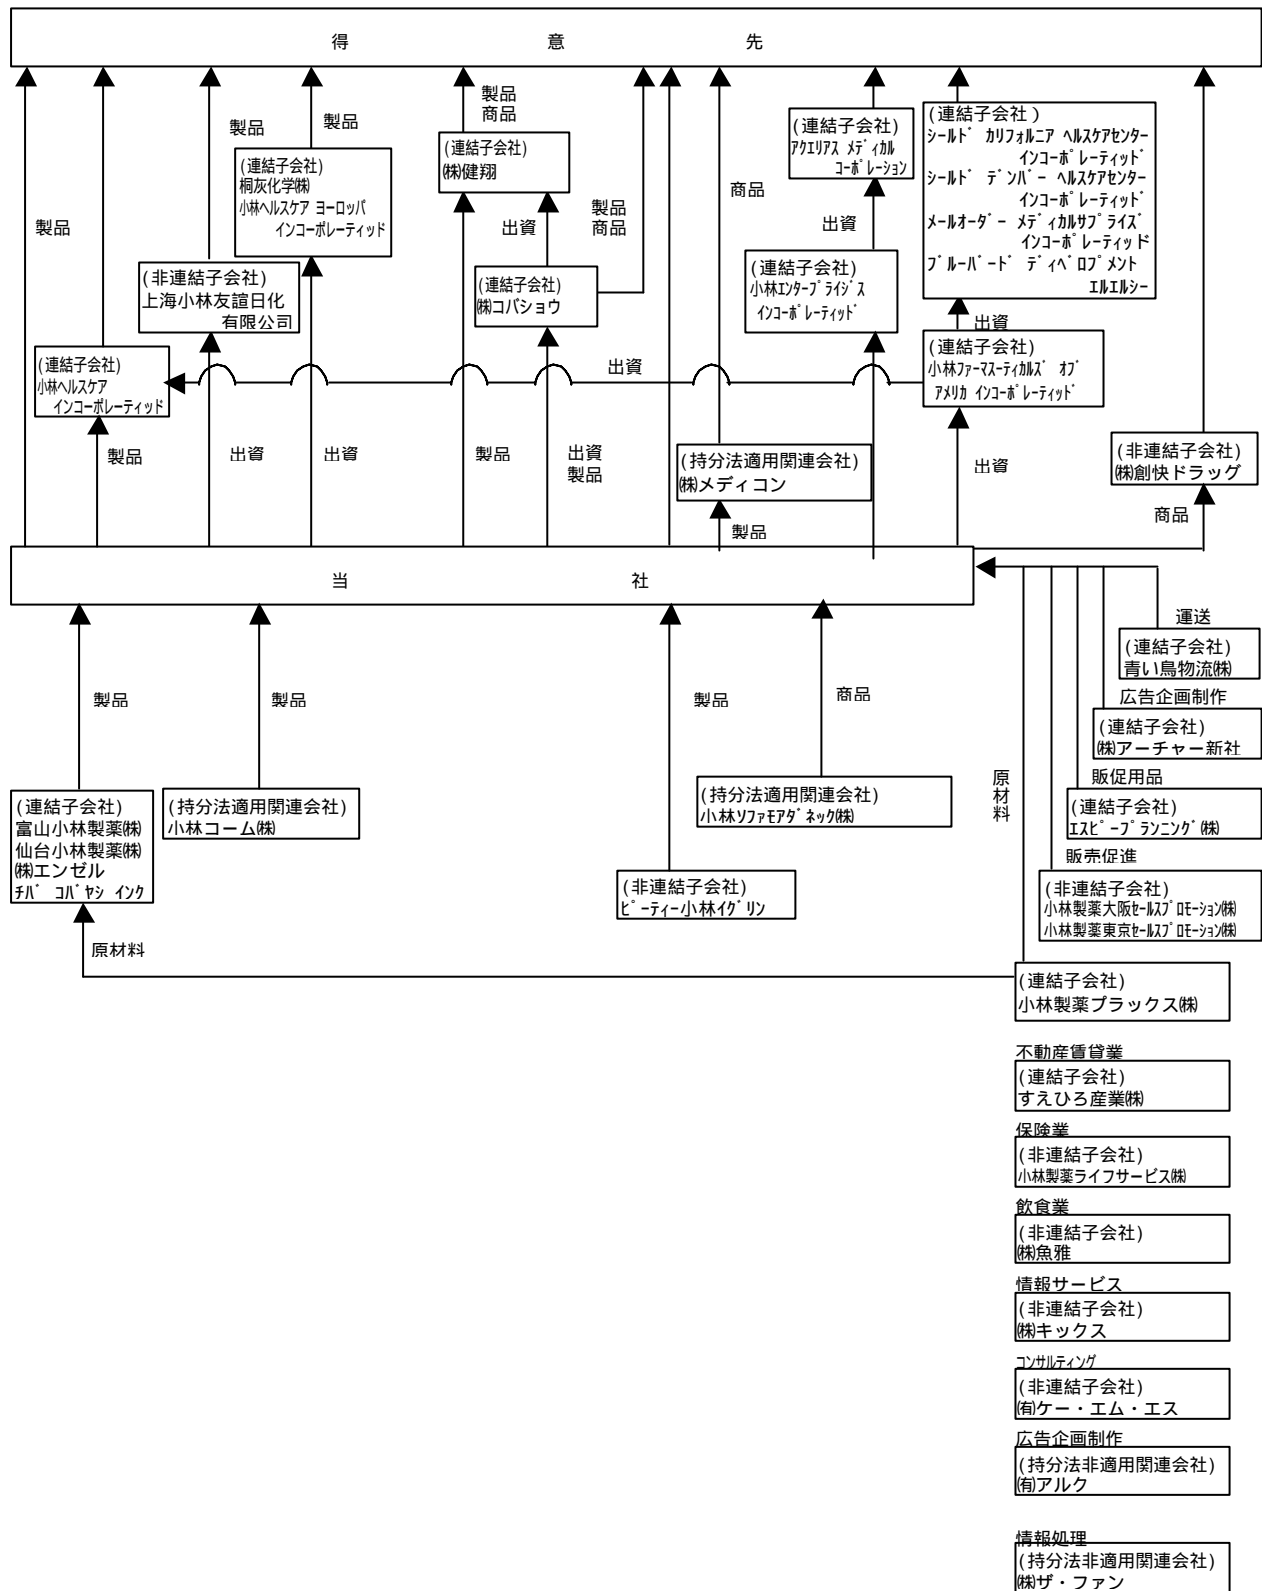 得　意　先
製品
(連結子会社)
小林ヘルスケア
インコーポレーティッド
製品
製品
(非連結子会社)
上海小林友誼日化
有限公司
出資
製品
(連結子会社)
桐灰化学㈱
小林ヘルスケア ヨーロッパ
インコーポレーティッド
出資
製品
商品
(連結子会社)
㈱健翔
製品
出資
(連結子会社)
㈱コバショウ
製品
商品
出資
製品
出資
商品
(持分法適用関連会社)
㈱メディコン
製品
(連結子会社)
アクエリアス メディカル
コーポレーション
出資
(連結子会社)
小林エンタープライジス
インコーポレーティッド
(連結子会社)
シールド カリフォルニア ヘルスケアセンター
インコーポレーティッド
シールド デンバー ヘルスケアセンター
インコーポレーティッド
メールオーダー メディカルサプライズ
インコーポレーティッド
ブルーバード ディベロプメント
エルエルシー
出資
(連結子会社)
小林ファーマスーティカルズ オブ
アメリカ インコーポレーティッド
出資
(非連結子会社)
㈱創快ドラッグ
商品
当　社
製品
(連結子会社)
富山小林製薬㈱
仙台小林製薬㈱
㈱エンゼル
チバ コバヤシ インク
原材料
製品
(持分法適用関連会社)
小林コーム㈱
製品
(非連結子会社)
ピーティー小林イグリン
商品
(持分法適用関連会社)
小林ソファモアダネック㈱
運送
(連結子会社)
青い鳥物流㈱
広告企画制作
(連結子会社)
㈱アーチャー新社
販促用品
(連結子会社)
エスピープランニング㈱
販売促進
(非連結子会社)
小林製薬大阪セールスプロモーション㈱
小林製薬東京セールスプロモーション㈱
原材料
(連結子会社)
小林製薬プラックス㈱
不動産賃貸業
(連結子会社)
すえひろ産業㈱
保険業
(非連結子会社)
小林製薬ライフサービス㈱
飲食業
(非連結子会社)
㈱魚雅
情報サービス
(非連結子会社)
㈱キックス
コンサルティング
(非連結子会社)
㈲ケー・エム・エス
広告企画制作
(持分法非適用関連会社)
㈲アルク
情報処理
(持分法非適用関連会社)
㈱ザ・ファン